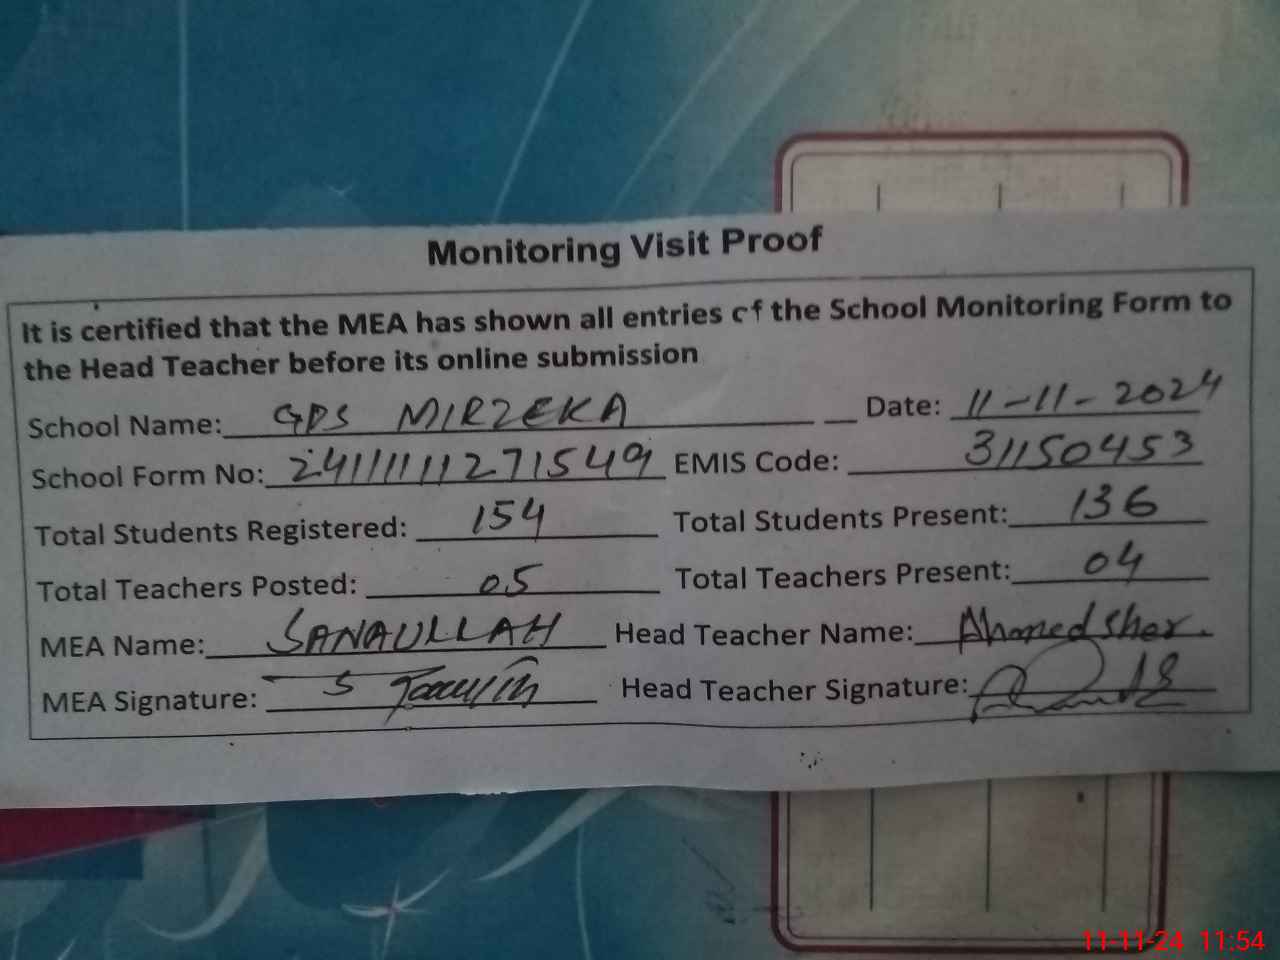 Monitoring Visit Proof
It is certified that the MEA has shown all entries of the School Monitoring Form to
the Head Teacher before its online submission
School Name: GPS MIRZEKA Date: 11-11-2024
School Form No: 24111111271549 EMIS Code: 31150453
Total Students Registered: 154 Total Students Present: 136
Total Teachers Posted: 05 Total Teachers Present: 04
MEA Name: SANAULLAH Head Teacher Name: Ahmed Sher.
MEA Signature: Head Teacher Signature:
11-11-24 11:54